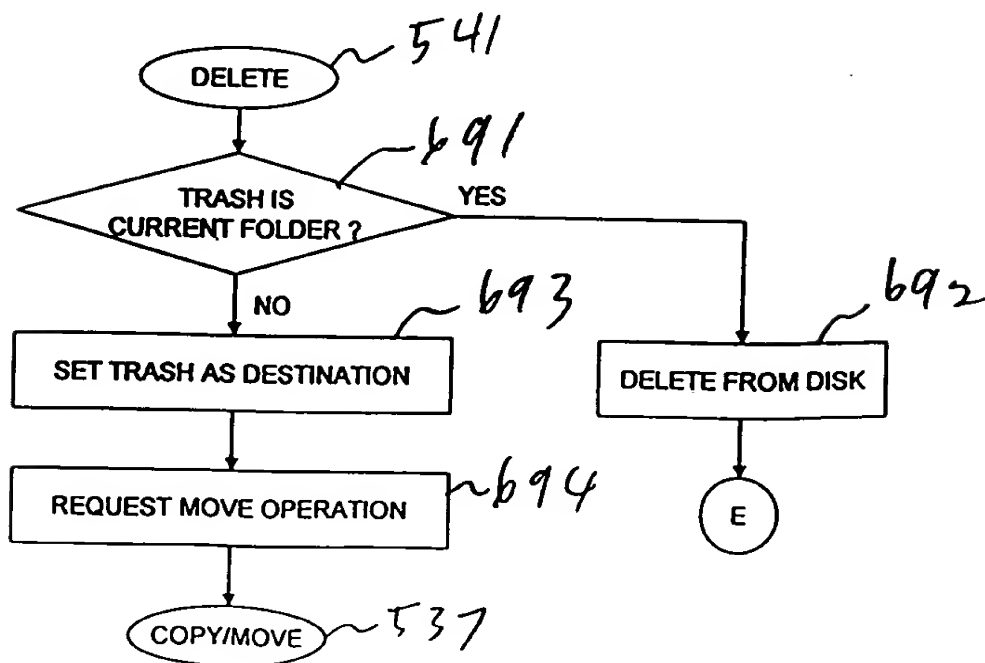 541
DELETE
691
TRASH IS
CURRENT FOLDER ?
YES
NO
693
692
SET TRASH AS DESTINATION
DELETE FROM DISK
694
REQUEST MOVE OPERATION
E
COPY/MOVE
537